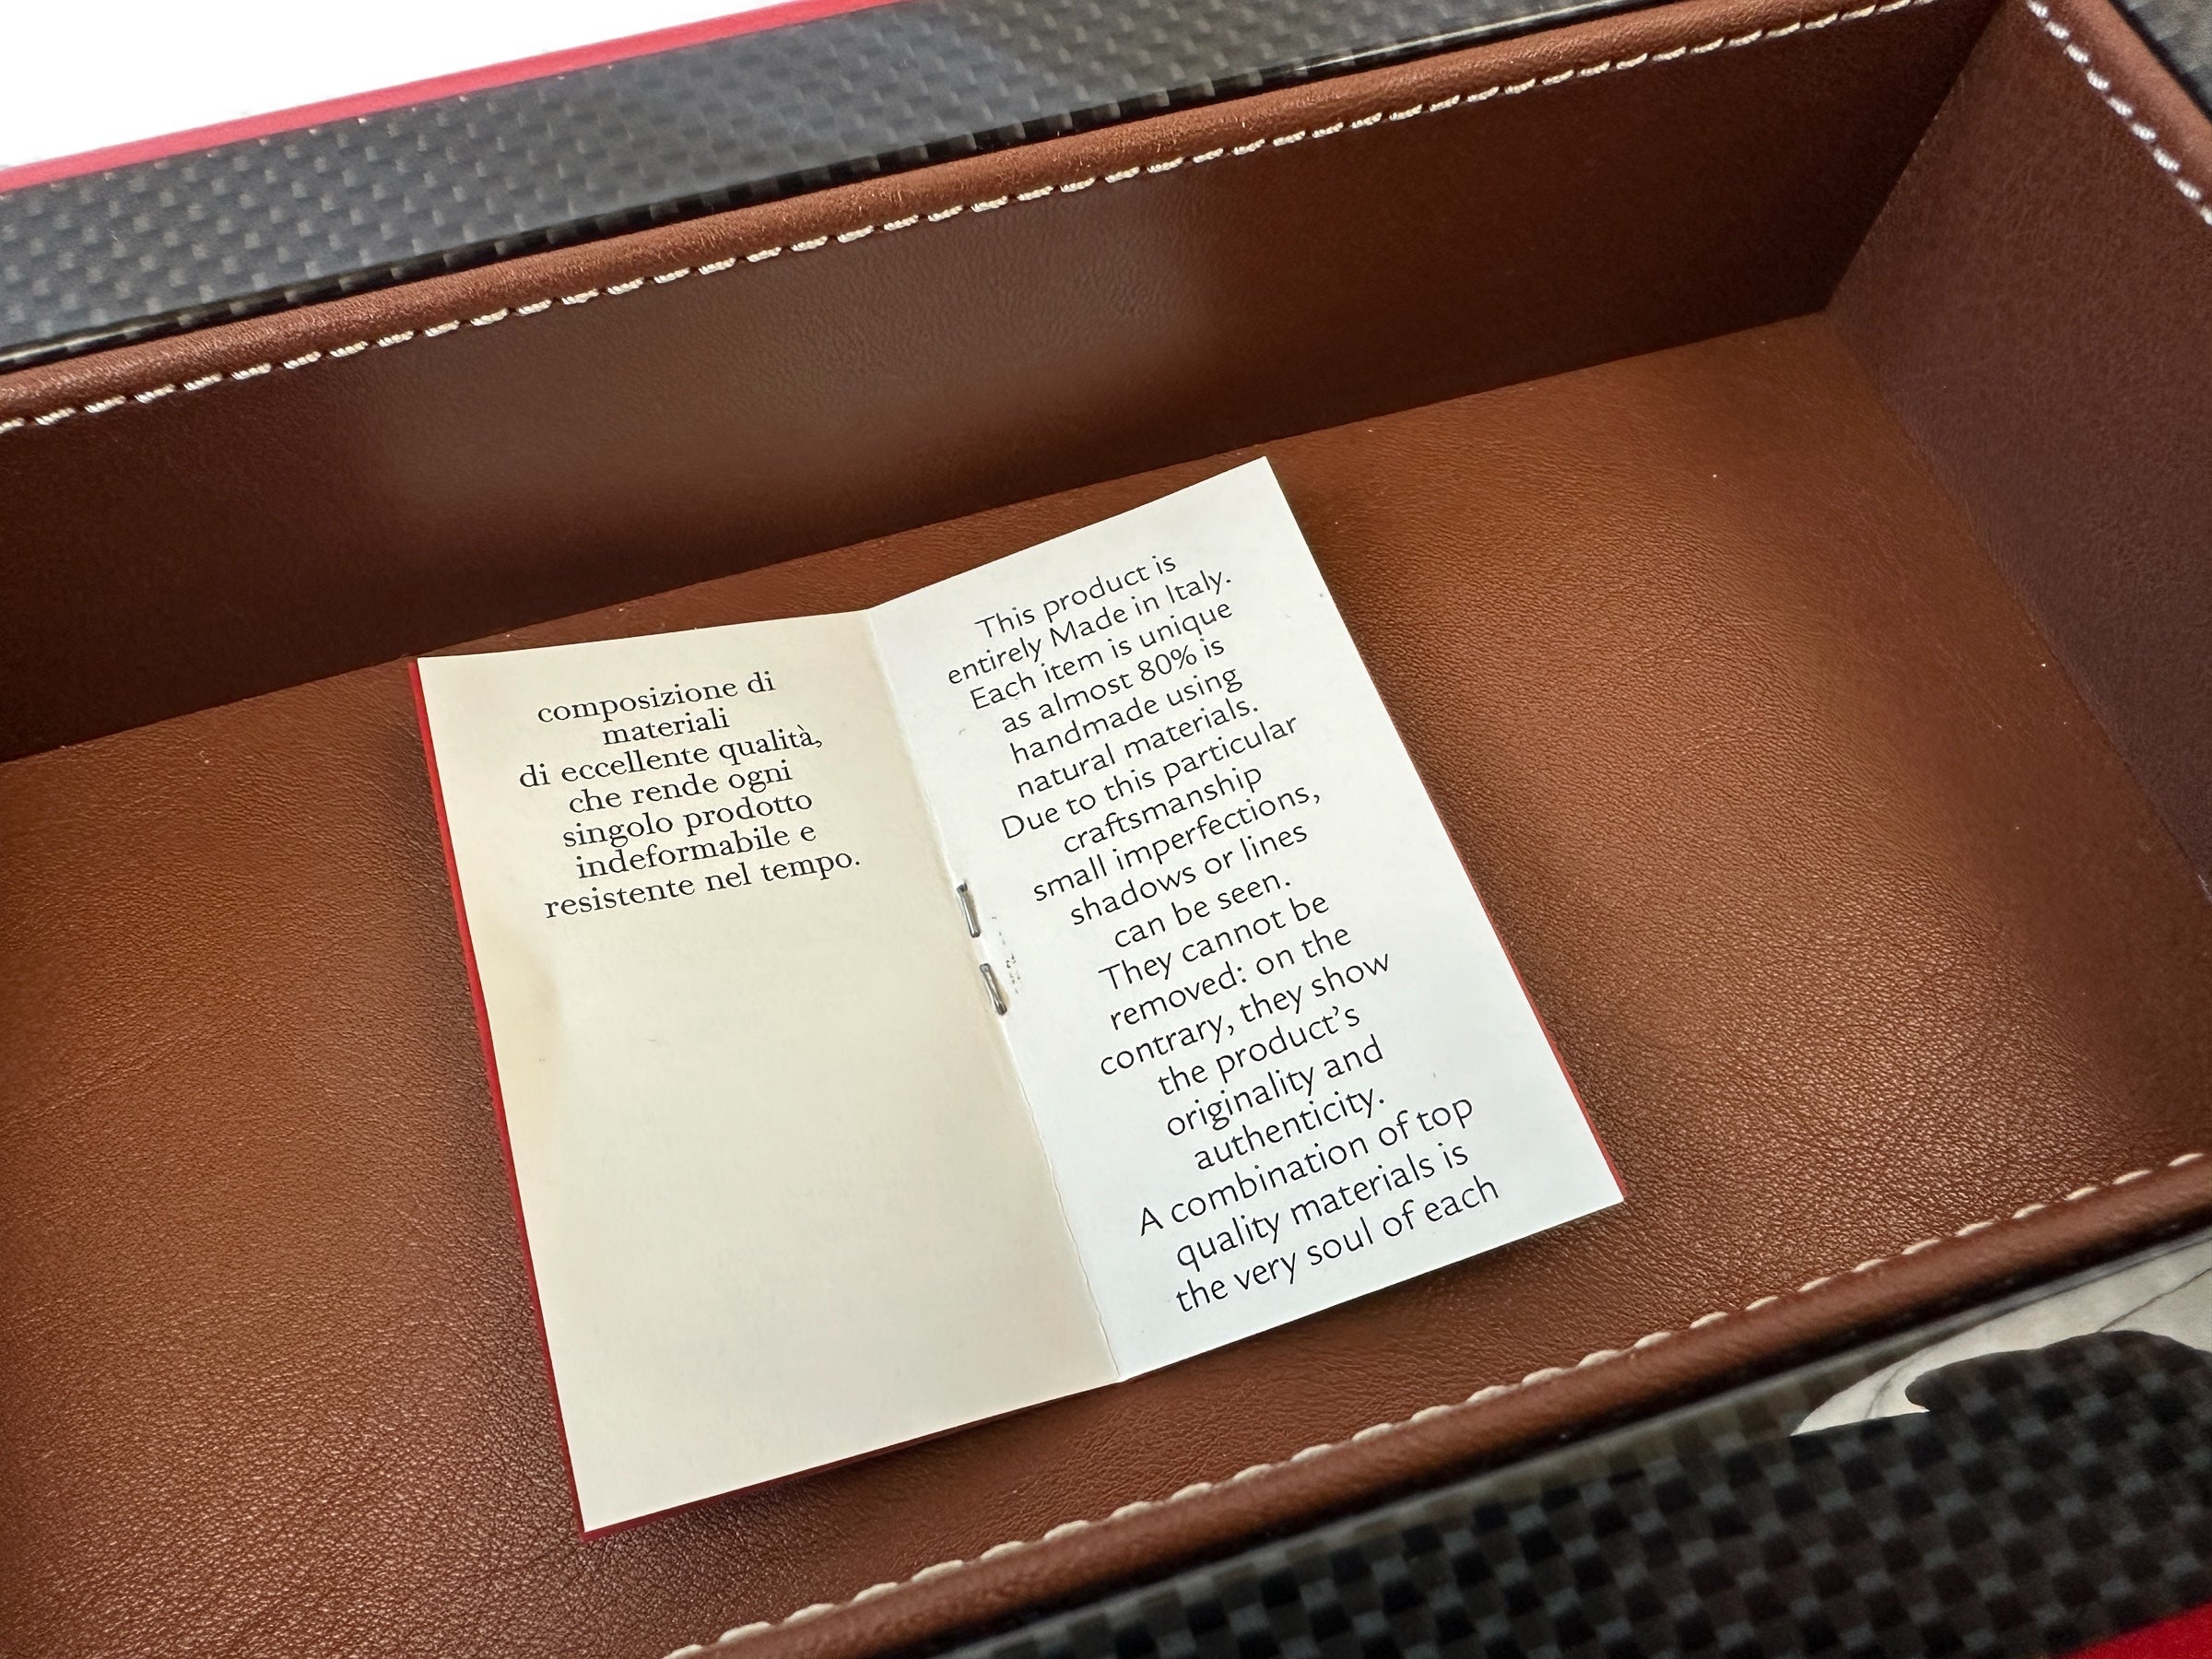 composizione di
materiali
di eccellente qualità,
che rende ogni
singolo prodotto
indeformabile e
resistente nel tempo.
This product is
entirely Made in Italy.
Each item is unique
as almost 80% is
handmade using
natural materials.
Due to this particular
craftsmanship
small imperfections,
shadows or lines
can be seen.
They cannot be
removed: on the
contrary, they show
the product's
originality and
authenticity.
A combination of top
quality materials is
the very soul of each